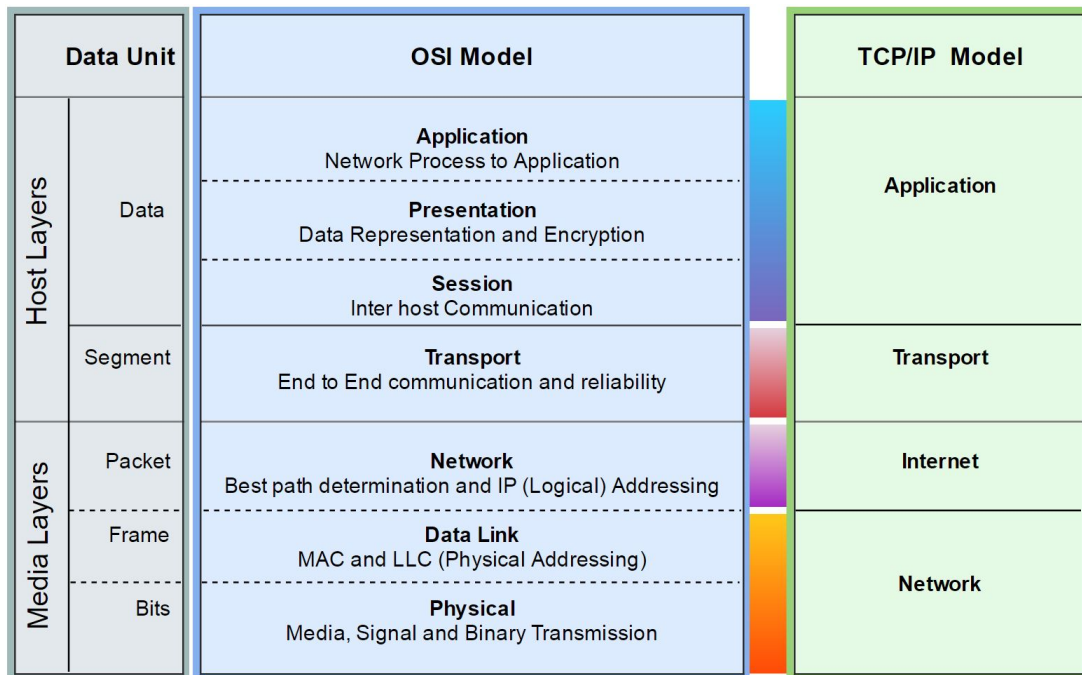 Data Unit
OSI Model
TCP/IP  Model
Host Layers
Data
Application
Network Process to Application
Presentation
Data Representation and Encryption
Session
Inter host Communication
Application
Segment
Transport
End to End communication and reliability
Transport
Media Layers
Packet
Network
Best path determination and IP (Logical) Addressing
Internet
Frame
Data Link
MAC and LLC (Physical Addressing)
Bits
Physical
Media, Signal and Binary Transmission
Network